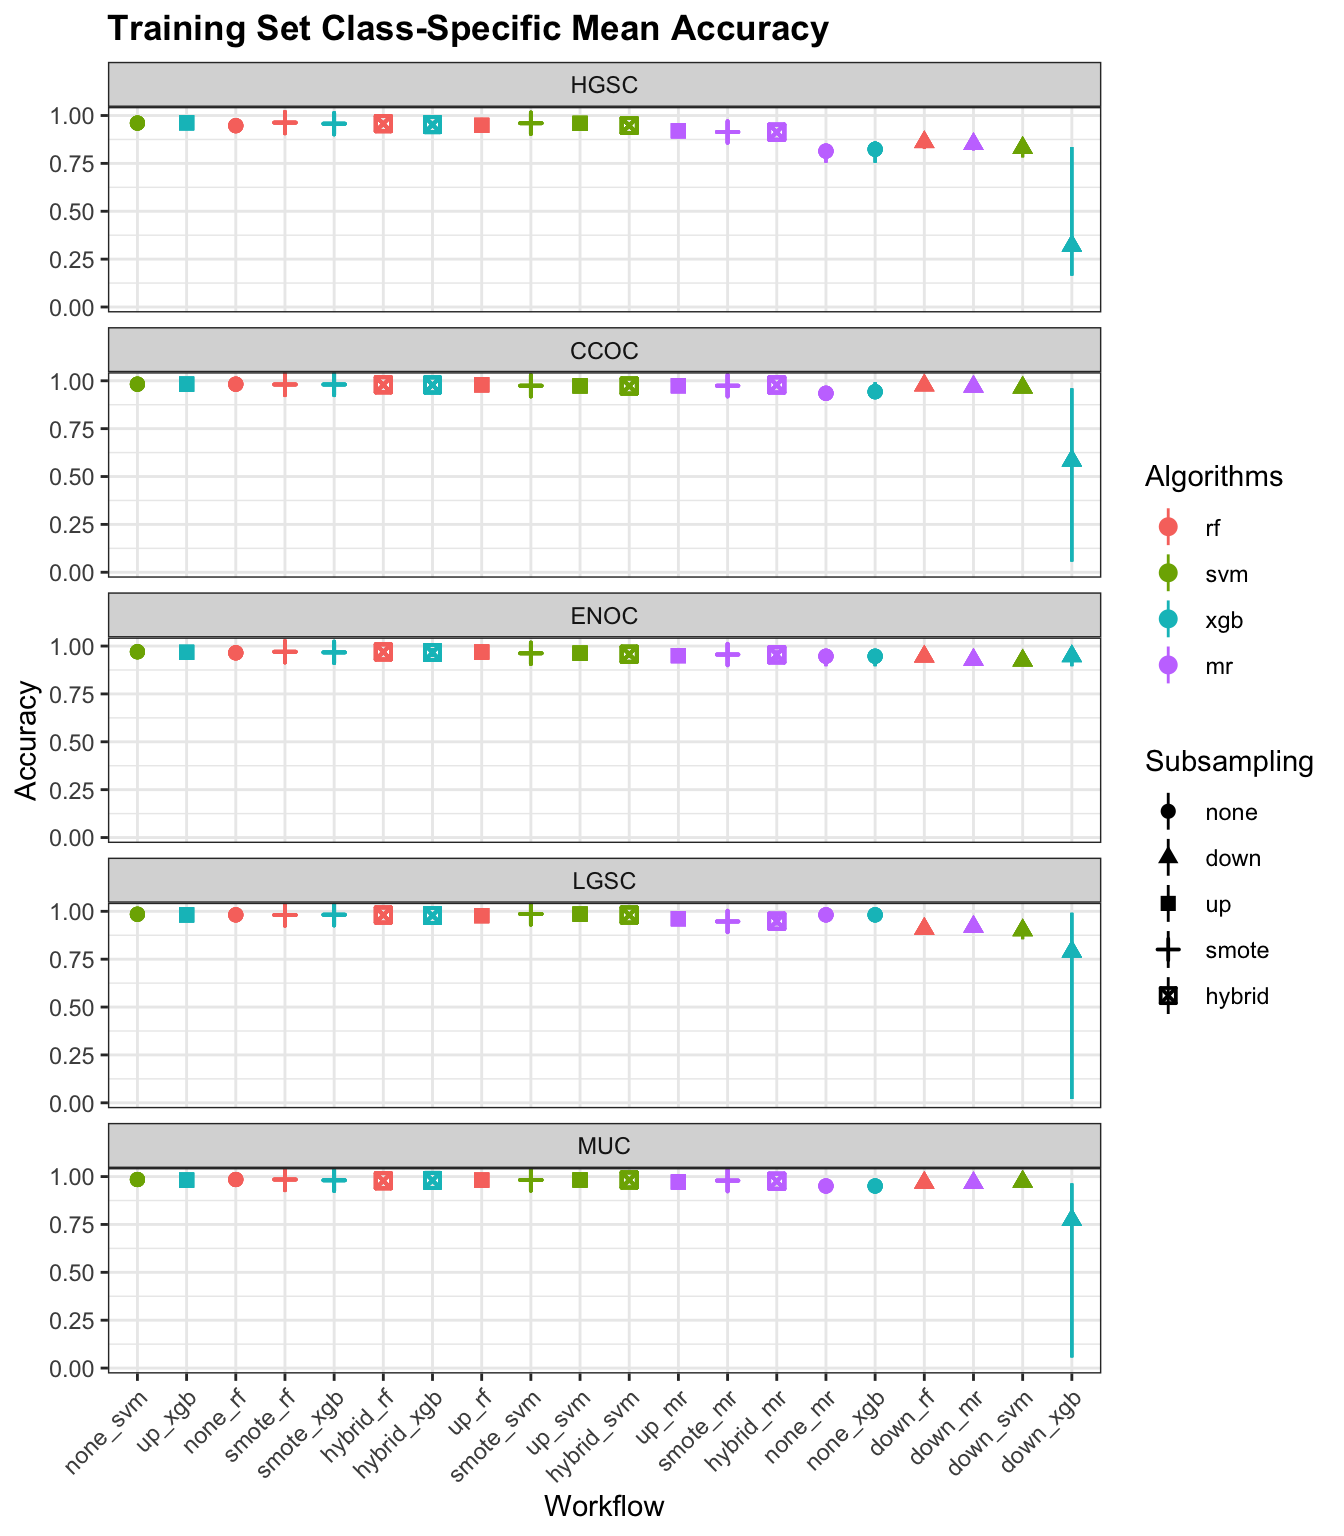 Training Set Class-Specific Mean Accuracy
HGSC
1.00
0.75
0.50
0.25
0.00
CCOC
1.00
0.75
0.50
0.25
0.00
ENOC
1.00
0.75
0.50
0.25
0.00
LGSC
1.00
0.75
0.50
0.25
0.00
MUC
1.00
0.75
0.50
0.25
0.00
Accuracy
none_svm
up_xgb
none_rf
smote_rf
smote_xgb
hybrid_rf
hybrid_xgb
up_rf
smote_svm
up_svm
hybrid_svm
up_mr
smote_mr
hybrid_mr
none_mr
none_xgb
down_rf
down_mr
down_svm
down_xgb
Workflow
Algorithms
rf
svm
xgb
mr
Subsampling
none
down
up
smote
hybrid